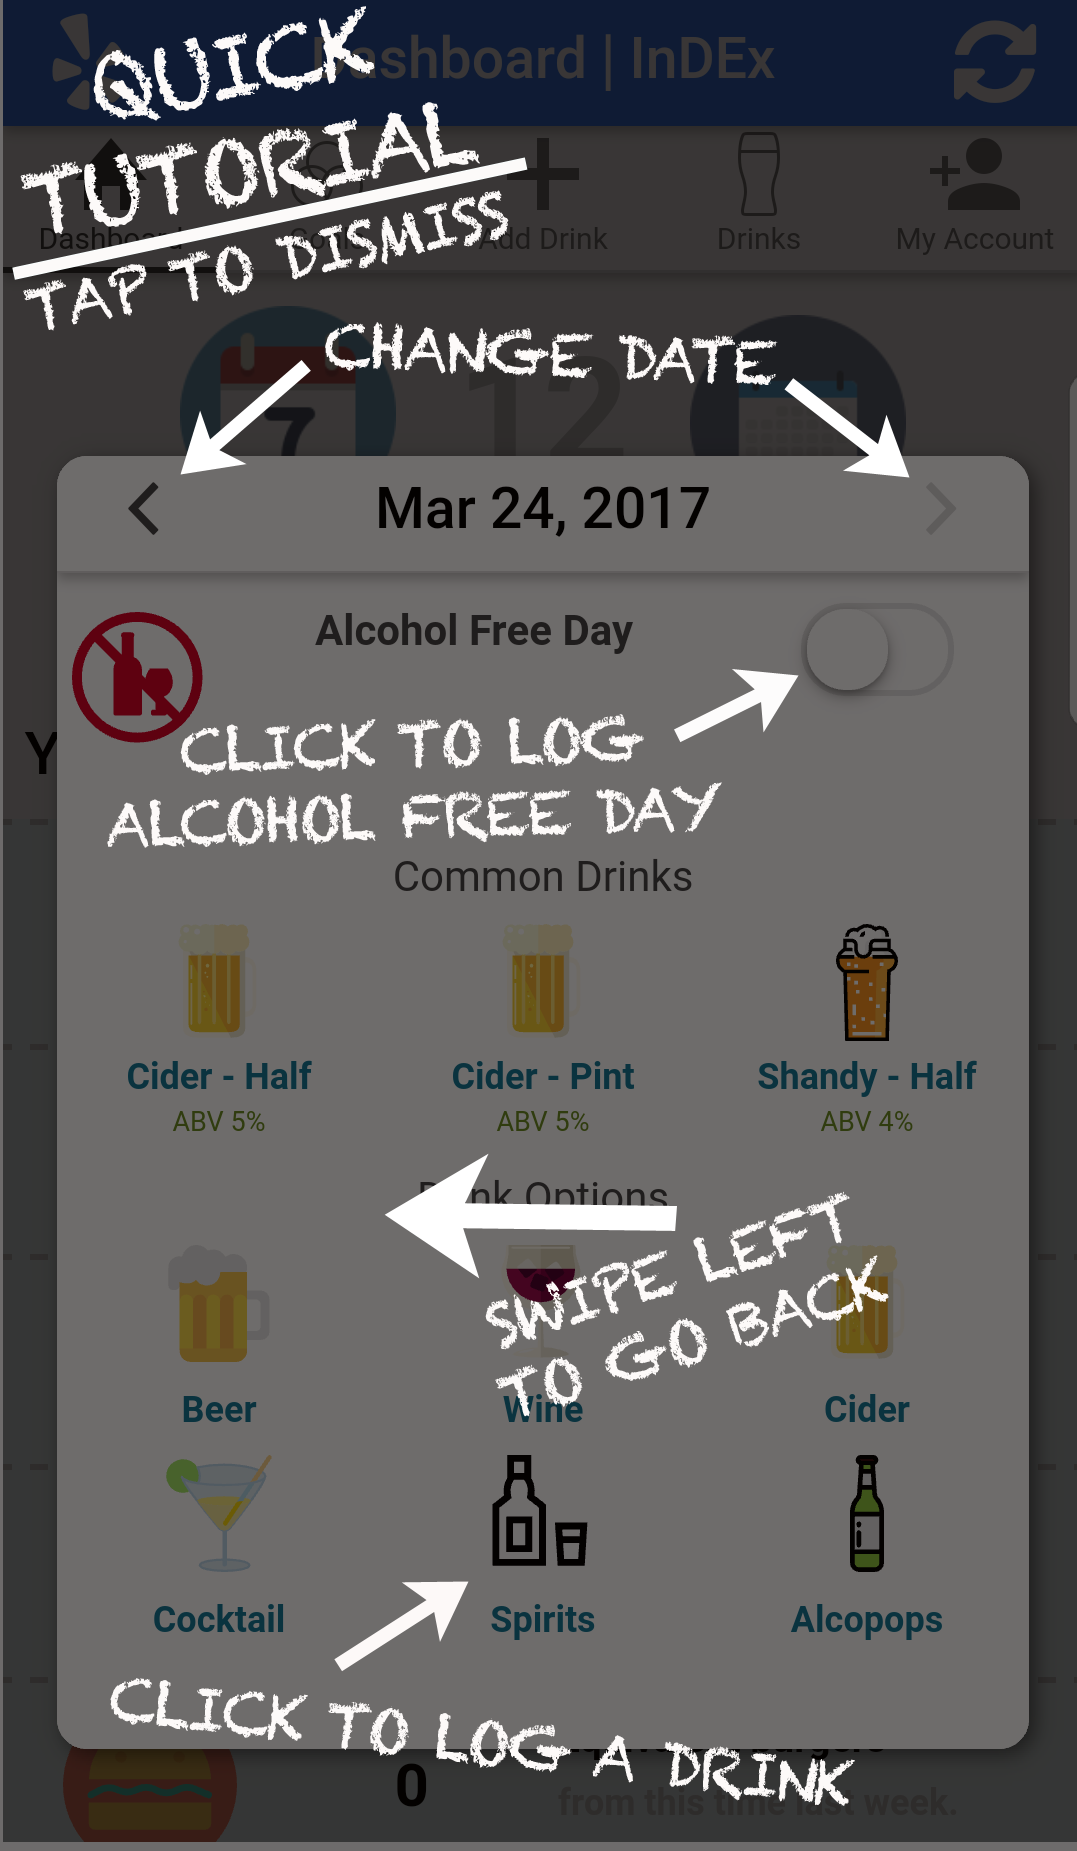 QUICK
TUTORIAL
TAP TO DISMISS
Dashboard | InDEx
Dashboard
Add Drink
Drinks
My Account
CHANGE DATE
7
12
Mar 24, 2017
Alcohol Free Day
CLICK TO LOG
ALCOHOL FREE DAY
Y
Common Drinks
Cider - Half
Cider - Pint
Shandy - Half
ABV 5%
ABV 5%
ABV 4%
Drink Options
SWIPE LEFT
TO GO BACK
Beer
Wine
Cider
Cocktail
Spirits
Alcopops
CLICK TO LOG A DRINK
0
burgers
from this time last week.